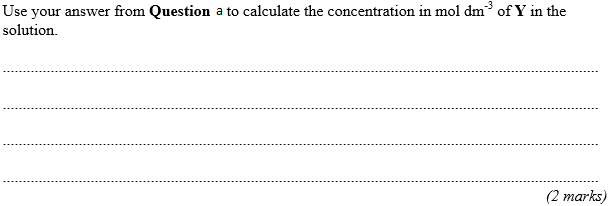 Use your answer from Question a to calculate the concentration in mol dm-3 of Y in the
solution.
(2 marks)